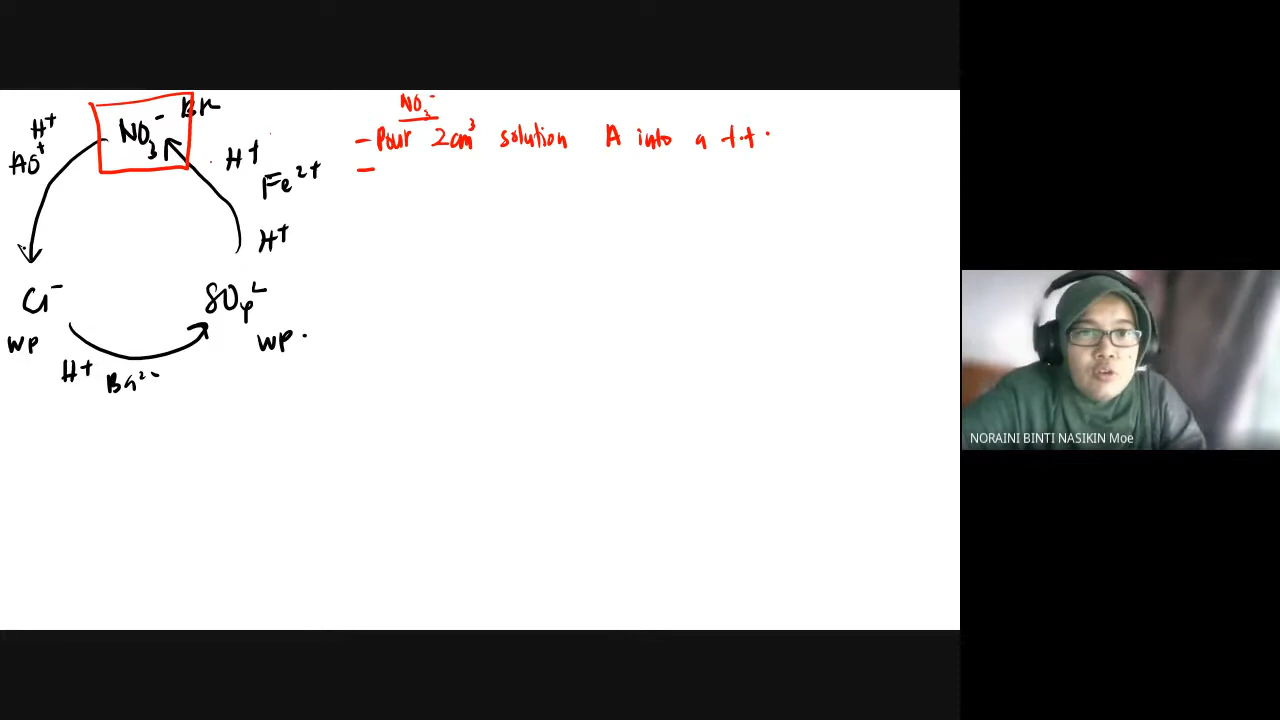 NO3- BR
H+
Ag+
H+
Fe2+
H+
Cl-
SO42-
WP
WP.
H+ Ba2+
NO3-
- Pour 2cm3 solution A into a t.t.
-
NORAINI BINTI NASIKIN Moe